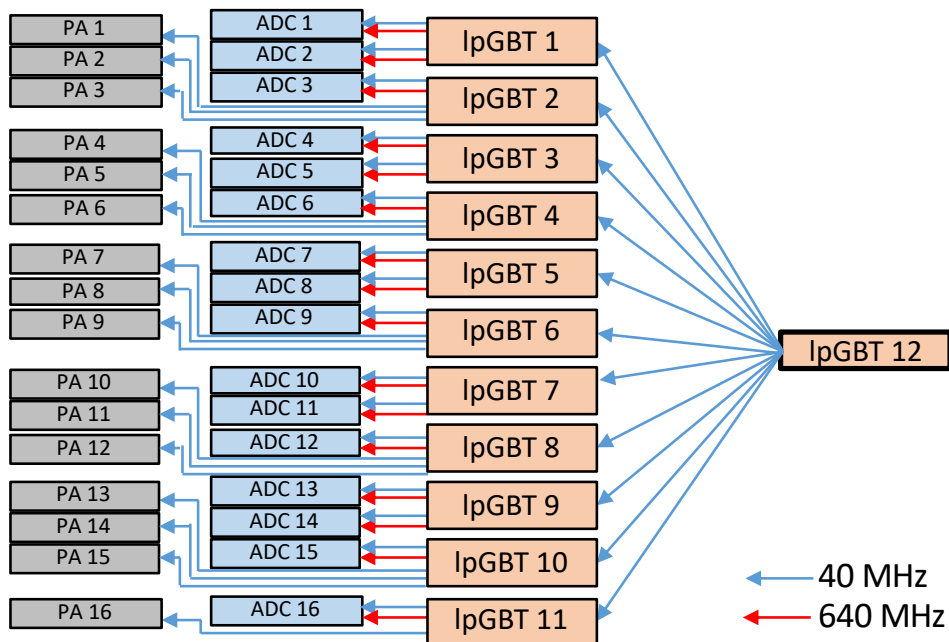 PA 1
PA 2
PA 3
PA 4
PA 5
PA 6
PA 7
PA 8
PA 9
PA 10
PA 11
PA 12
PA 13
PA 14
PA 15
PA 16
ADC 1
ADC 2
ADC 3
ADC 4
ADC 5
ADC 6
ADC 7
ADC 8
ADC 9
ADC 10
ADC 11
ADC 12
ADC 13
ADC 14
ADC 15
ADC 16
lpGBT 1
lpGBT 2
lpGBT 3
lpGBT 4
lpGBT 5
lpGBT 6
lpGBT 7
lpGBT 8
lpGBT 9
lpGBT 10
lpGBT 11
lpGBT 12
40 MHz
640 MHz